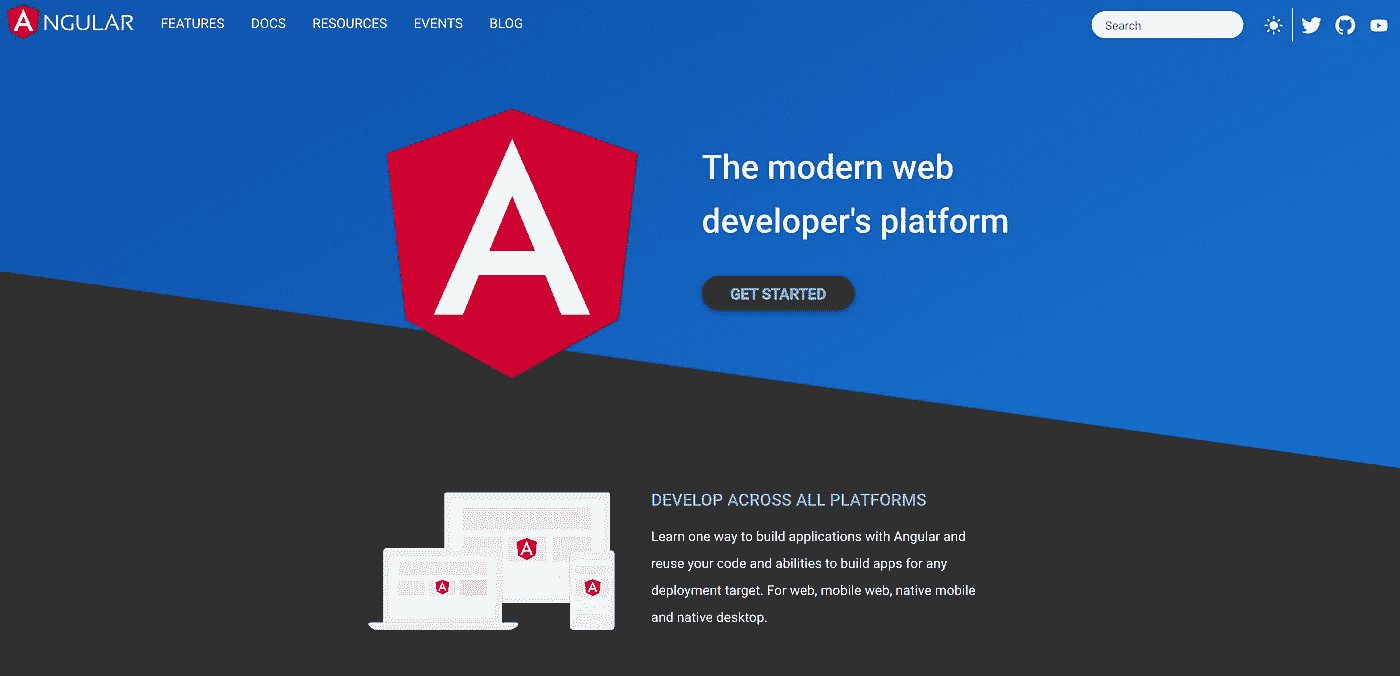 ANGULAR FEATURES DOCS RESOURCES EVENTS BLOG Search
A
The modern web
developer's platform
GET STARTED
DEVELOP ACROSS ALL PLATFORMS
Learn one way to build applications with Angular and
reuse your code and abilities to build apps for any
deployment target. For web, mobile web, native mobile
and native desktop.
A
A
A